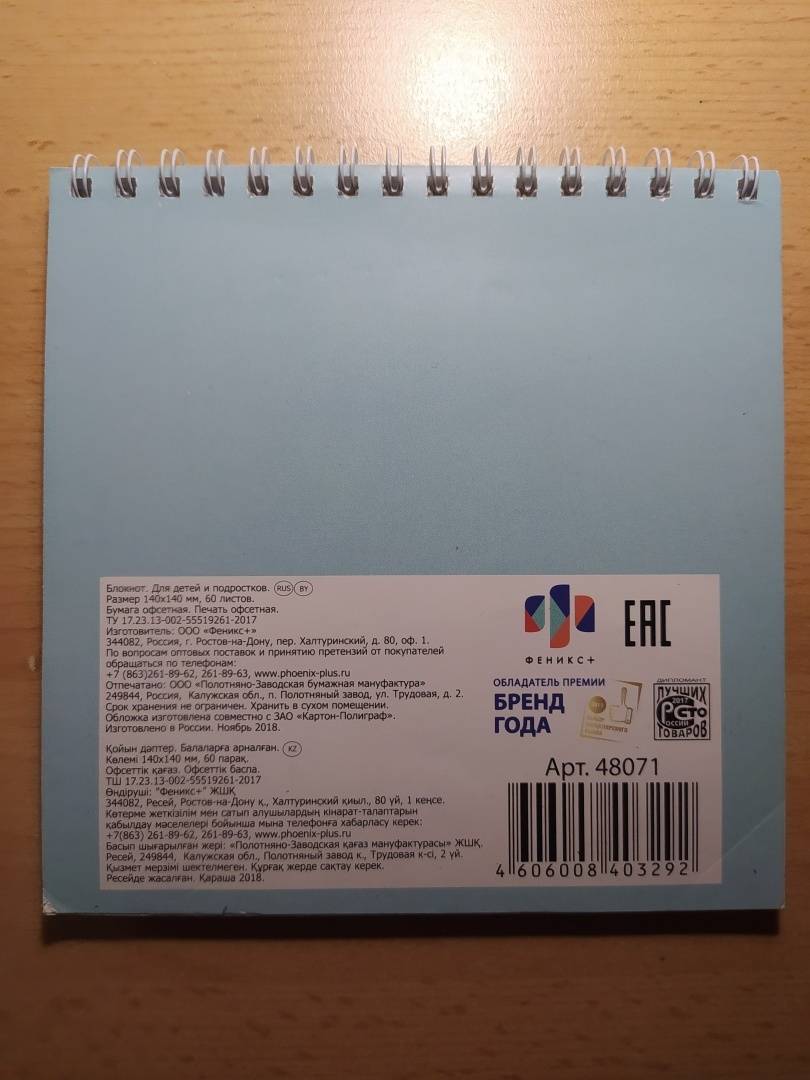 Блокнот. Для детей и подростков. RUS BY
Размер 140х140 мм, 60 листов.
Бумага офсетная. Печать офсетная.
ТУ 17.23.13-002-55519261-2017
Изготовитель: ООО «Феникс+»
344082, Россия, г. Ростов-на-Дону, пер. Халтуринский, д. 80, оф. 1.
По вопросам оптовых поставок и принятию претензий от покупателей
обращаться по телефонам:
+7 (863)261-89-62, 261-89-63, www.phoenix-plus.ru
Отпечатано: ООО «Полотняно-Заводская бумажная мануфактура»
249844, Россия, Калужская обл., п. Полотняный завод, ул. Трудовая, д. 2.
Срок хранения не ограничен. Хранить в сухом помещении.
Обложка изготовлена совместно с ЗАО «Картон-Полиграф».
Изготовлено в России. Ноябрь 2018.
Қойын дәптер. Балаларға арналған. KZ
Көлемі 140х140 мм, 60 парақ.
Офсеттік қағаз. Офсеттік баспа.
ТШ 17.23.13-002-55519261-2017
Өндіруші: "Феникс+" ЖШҚ
344082, Ресей, Ростов-на-Дону қ., Халтуринский қиыл., 80 үй, 1 кеңсе.
Көтерме жеткізілім мен сатып алушылардың кінарат-талаптарын
қабылдау мәселелері бойынша мына телефонға хабарласу керек:
+7(863) 261-89-62, 261-89-63, www.phoenix-plus.ru
Басып шығарылған жері: «Полотняно-Заводская қағаз мануфактурасы» ЖШҚ.
Ресей, 249844, Калужская обл., Полотняный завод к., Трудовая к-сі, 2 үй.
Қызмет мерзімі шектелмеген. Құрғақ жерде сақтау керек.
Ресейде жасалған. Қараша 2018.
ФЕНИКС+
EAC
ОБЛАДАТЕЛЬ ПРЕМИИ
БРЕНД
ГОДА
ДИПЛОМАНТ
ЛУЧШИХ
2017
СТО
РОССИИ
ТОВАРОВ
Арт. 48071
4 606008 403292